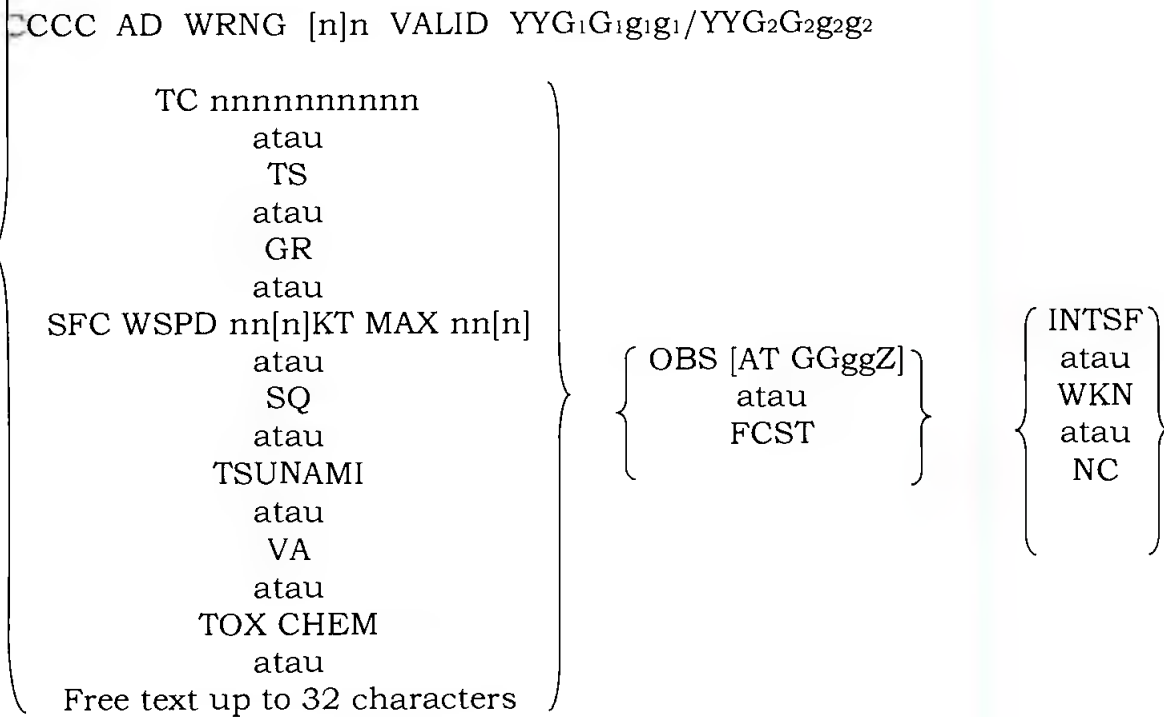 CCCC AD WRNG [n]n VALID YYG₁G₁g₁g₁/YYG₂G₂g₂g₂
TC nnnnnnnnnn
atau
TS
atau
GR
atau
SFC WSPD nn[n]KT MAX nn[n]
atau
SQ
atau
TSUNAMI
atau
VA
atau
TOX CHEM
atau
Free text up to 32 characters
OBS [AT GGggZ]
atau
FCST
INTSF
atau
WKN
atau
NC